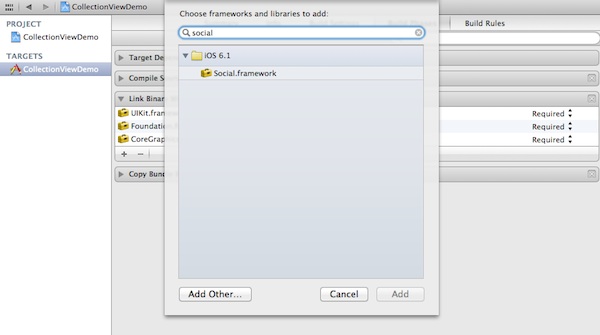 CollectionViewDemo
Choose frameworks and libraries to add:
Build Rules
social
PROJECT
CollectionViewDemo
TARGETS
CollectionViewDemo
iOS 6.1
Social.framework
Target De
Compile S
Link Binar
UIKit.fram
Required
Foundation.f
Required
CoreGrap
Required
+ −
Copy Bun
Add Other...
Cancel
Add